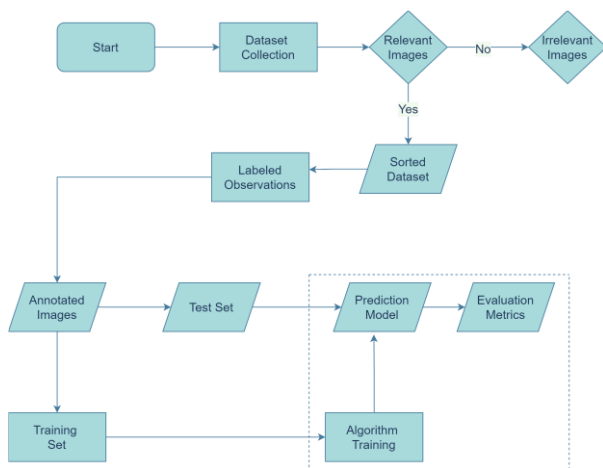 Start
Dataset
Collection
Relevant
Images
No
Irrelevant
Images
Yes
Sorted
Dataset
Labeled
Observations
Annotated
Images
Test Set
Prediction
Model
Evaluation
Metrics
Training
Set
Algorithm
Training